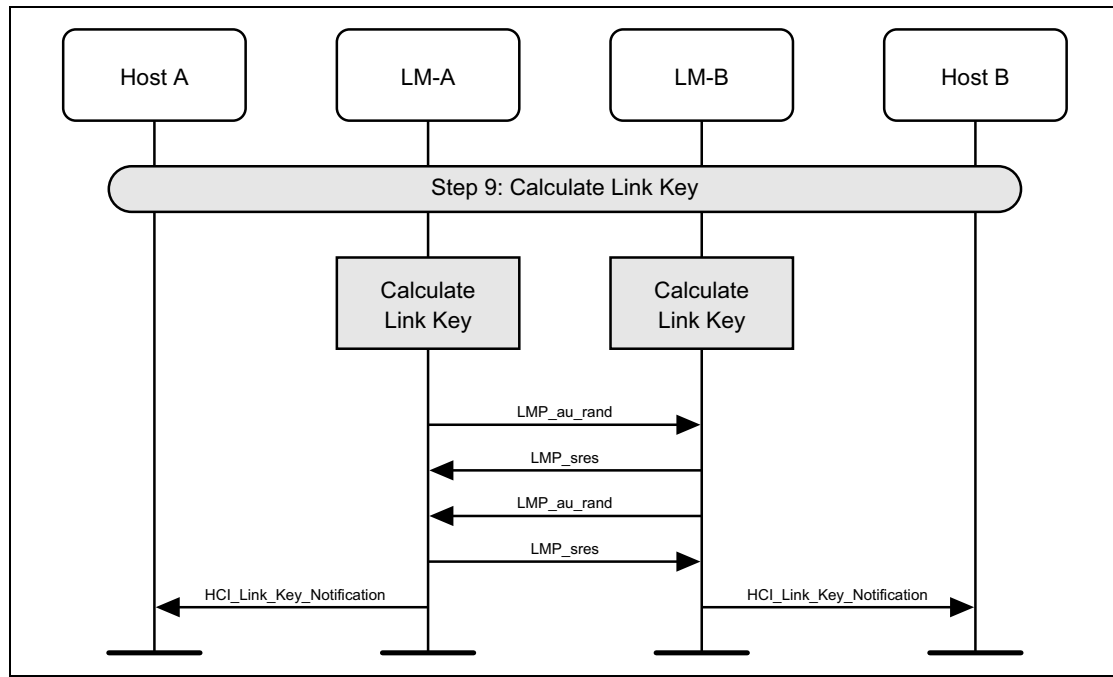 Host A
LM-A
LM-B
Host B
Step 9: Calculate Link Key
Calculate
Link Key
Calculate
Link Key
LMP_au_rand
LMP_sres
LMP_au_rand
LMP_sres
HCI_Link_Key_Notification
HCI_Link_Key_Notification